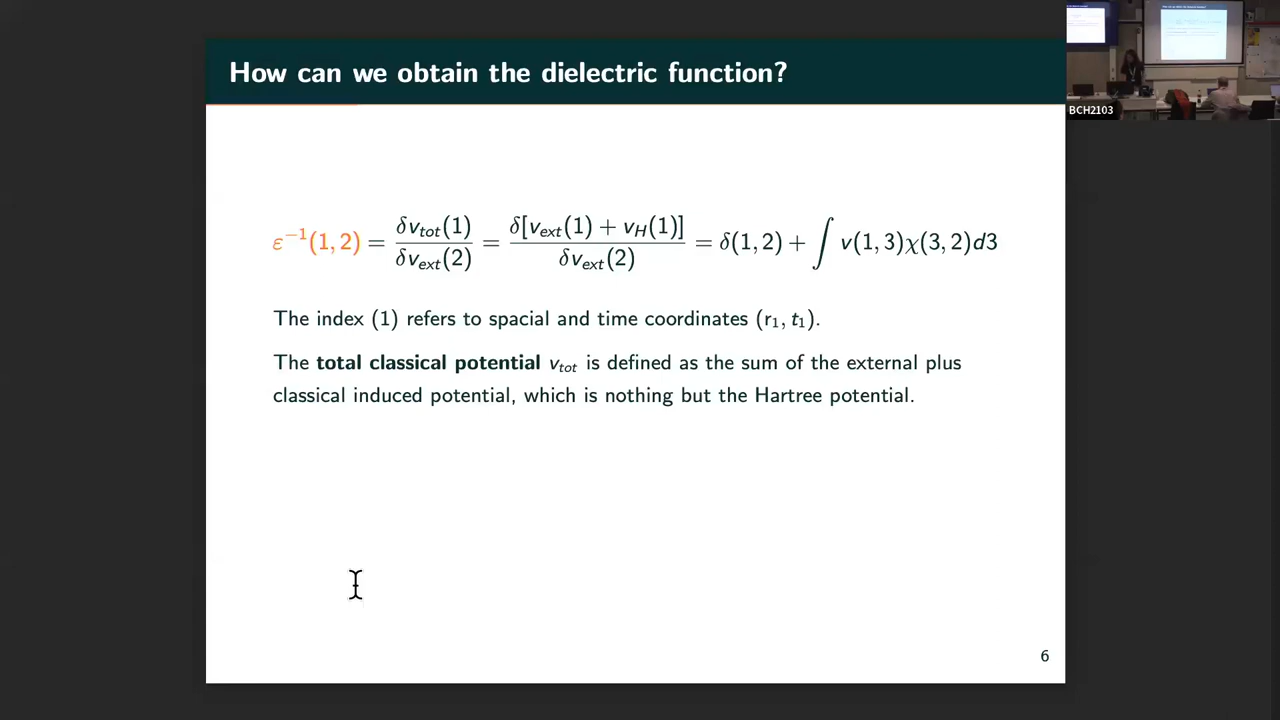 How can we obtain the dielectric function?
ε⁻¹(1, 2) = δv_tot(1)/δv_ext(2) = δ[v_ext(1) + v_H(1)]/δv_ext(2) = δ(1, 2) + ∫ v(1, 3)χ(3, 2)d3
The index (1) refers to spacial and time coordinates (r₁, t₁).
The total classical potential v_tot is defined as the sum of the external plus
classical induced potential, which is nothing but the Hartree potential.
6
BCH2103